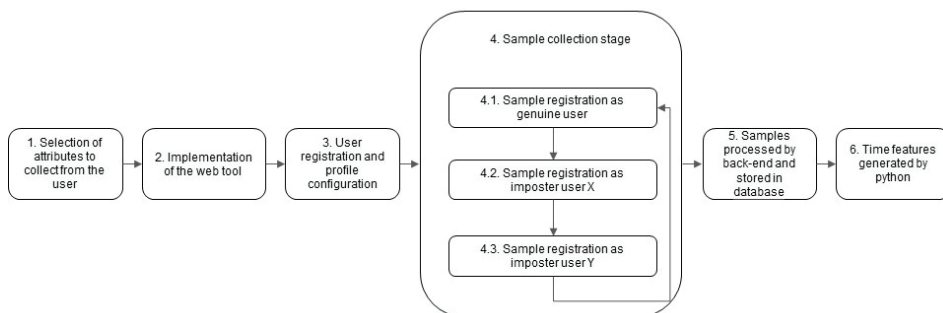 1. Selection of
attributes to
collect from the
user
2. Implementation
of the web tool
3. User
registration and
profile
configuration
4. Sample collection stage
4.1. Sample registration as
genuine user
4.2. Sample registration as
imposter user X
4.3. Sample registration as
imposter user Y
5. Samples
processed by
back-end and
stored in
database
6. Time features
generated by
python